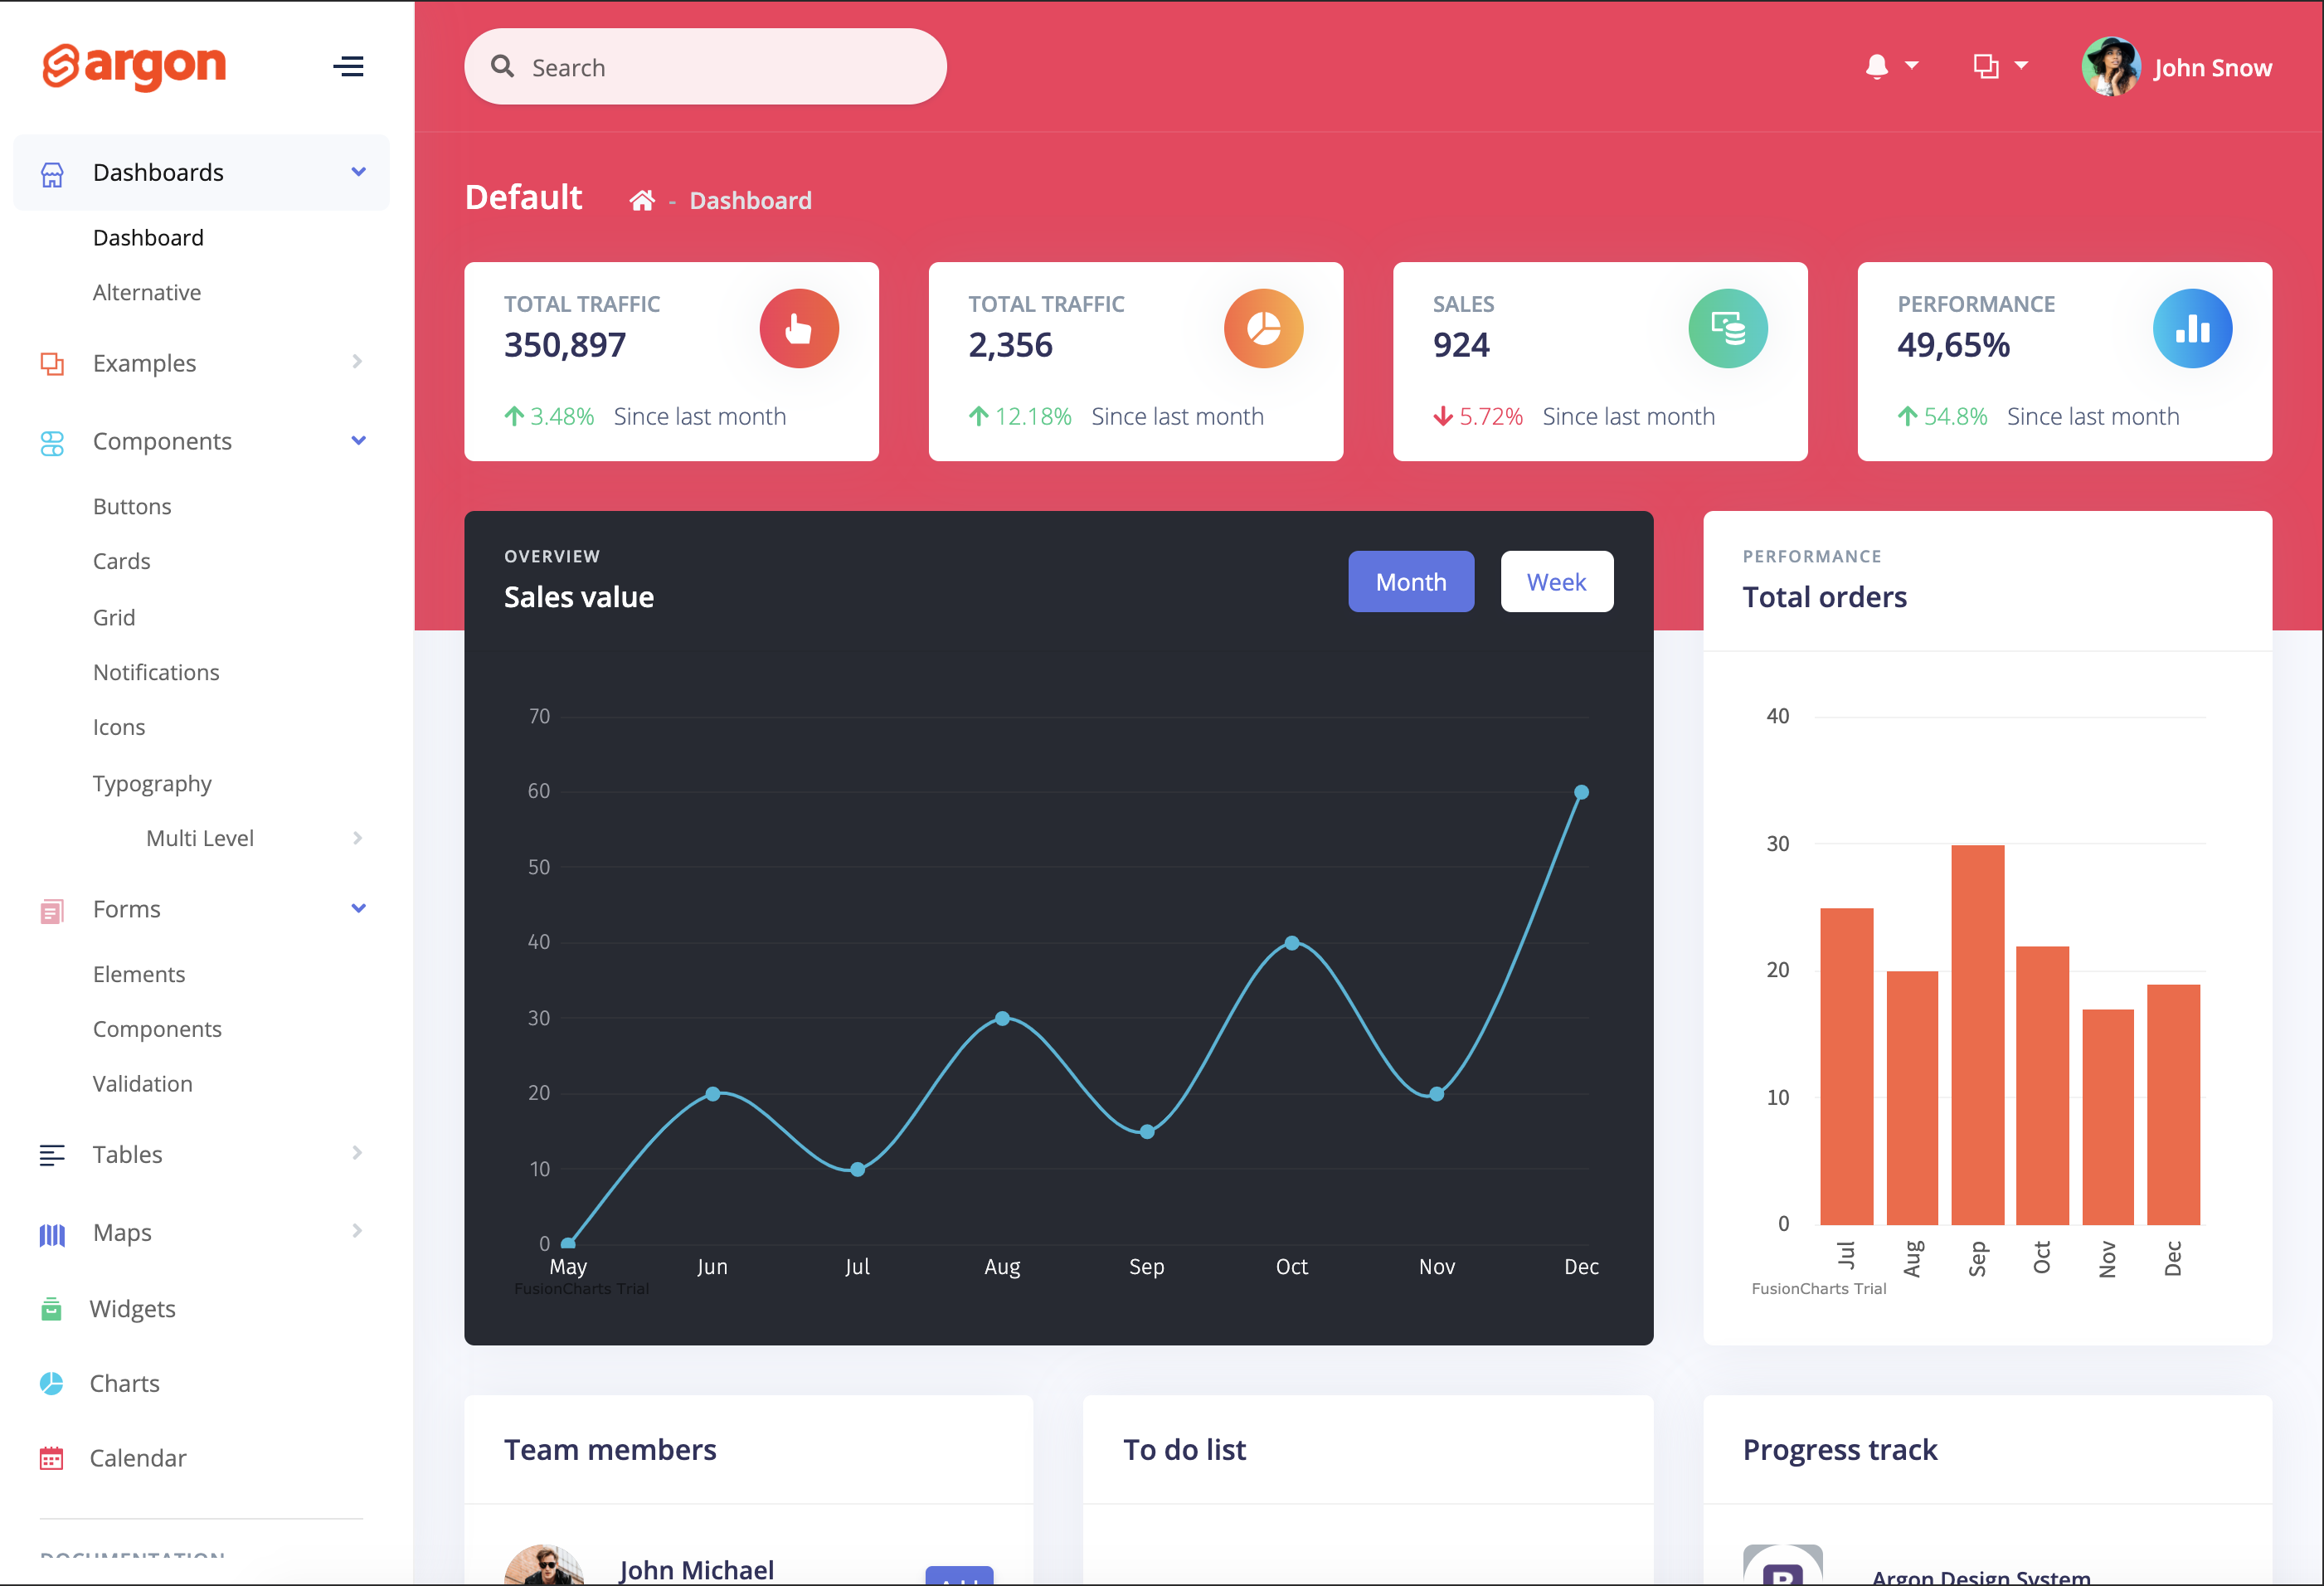 argon
Dashboards
Dashboard
Alternative
Examples
Components
Buttons
Cards
Grid
Notifications
Icons
Typography
Multi Level
Forms
Elements
Components
Validation
Tables
Maps
Widgets
Charts
Calendar
DOCUMENTATION
Search
John Snow
Default - Dashboard
TOTAL TRAFFIC
350,897
3.48% Since last month
TOTAL TRAFFIC
2,356
12.18% Since last month
SALES
924
5.72% Since last month
PERFORMANCE
49,65%
54.8% Since last month
OVERVIEW
Sales value
Month
Week
70
60
50
40
30
20
10
0
May Jun Jul Aug Sep Oct Nov Dec
FusionCharts Trial
PERFORMANCE
Total orders
40
30
20
10
0
Jul Aug Sep Oct Nov Dec
FusionCharts Trial
Team members
John Michael
Add
To do list
Progress track
B
Argon Design System